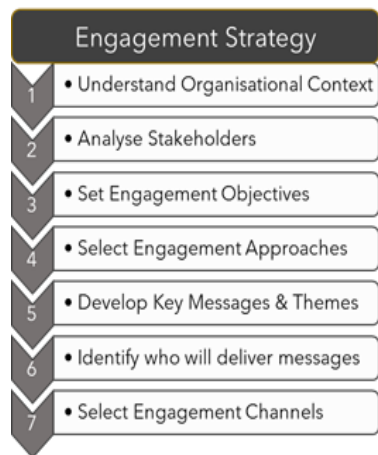 Engagement Strategy
1 • Understand Organisational Context
2 • Analyse Stakeholders
3 • Set Engagement Objectives
4 • Select Engagement Approaches
5 • Develop Key Messages & Themes
6 • Identify who will deliver messages
7 • Select Engagement Channels